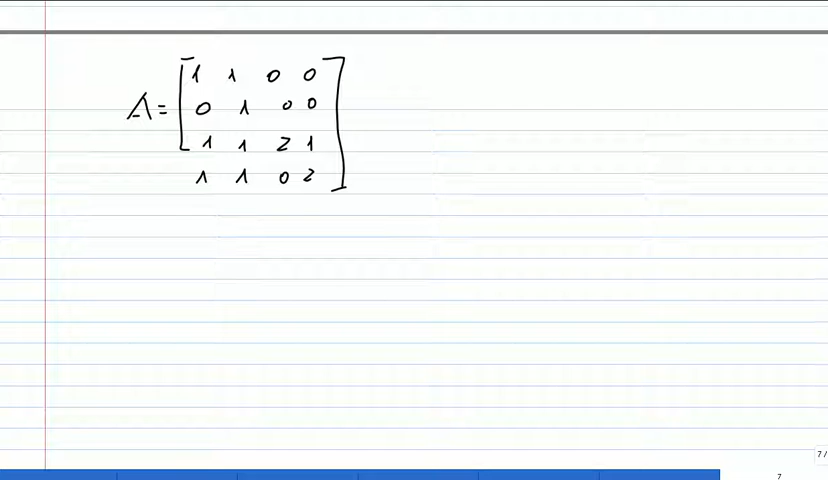 A = [ 1 1 0 0
0 1 0 0
1 1 2 1
1 1 0 2 ]
7 /
7